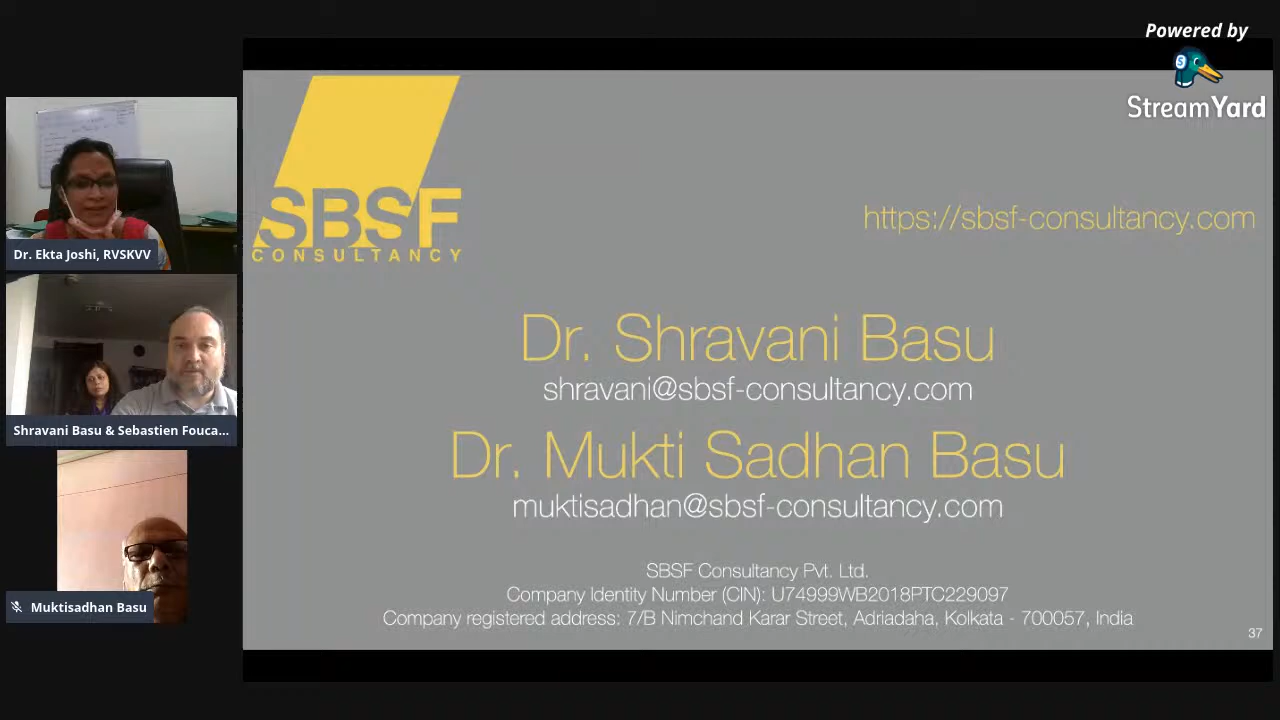 Powered by
StreamYard
SBSF
CONSULTANCY
https://sbsf-consultancy.com
Dr. Shravani Basu
shravani@sbsf-consultancy.com
Dr. Mukti Sadhan Basu
muktisadhan@sbsf-consultancy.com
SBSF Consultancy Pvt. Ltd.
Company Identity Number (CIN): U74999WB2018PTC229097
Company registered address: 7/B Nimchand Karar Street, Adriadaha, Kolkata - 700057, India
37
Dr. Ekta Joshi, RVSKVV
Shravani Basu & Sebastien Fouca...
Muktisadhan Basu